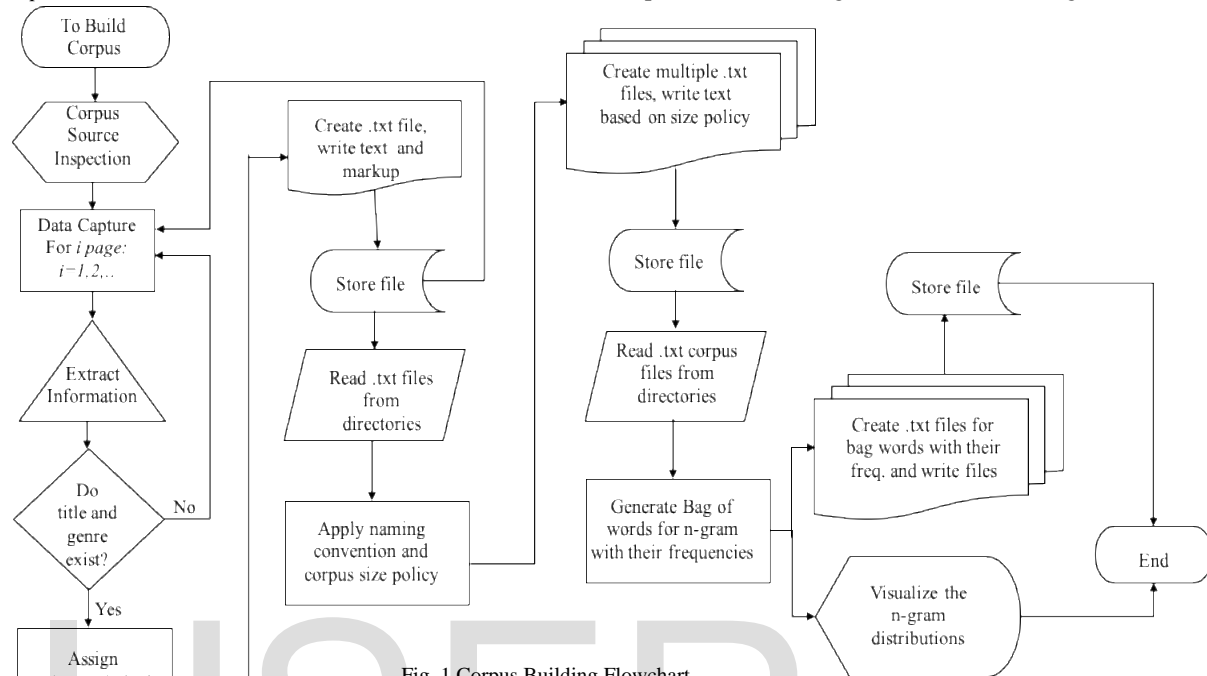 To Build
Corpus
Corpus
Source
Inspection
Data Capture
For i page:
i=1,2,..
Extract
Information
Do
title and
genre
exist?
No
Yes
Assign
Create .txt file,
write text and
markup
Store file
Read .txt files
from
directories
Apply naming
convention and
corpus size policy
Create multiple .txt
files, write text
based on size policy
Store file
Read .txt corpus
files from
directories
Generate Bag of
words for n-gram
with their frequencies
Create .txt files for
bag words with their
freq. and write files
Store file
Visualize the
n-gram
distributions
End
Fig. 1 Corpus Building Flowchart